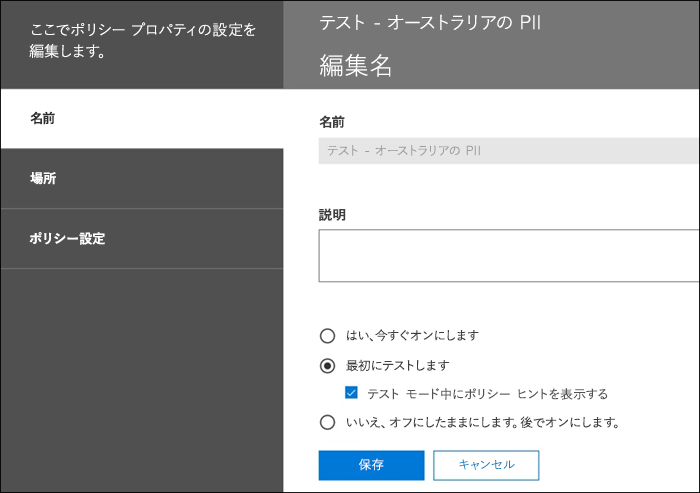 ここでポリシー プロパティの設定を
編集します。
名前
場所
ポリシー設定
テスト - オーストラリアの PII
編集名
名前
テスト - オーストラリアの PII
説明
はい、今すぐオンにします
最初にテストします
テスト モード中にポリシー ヒントを表示する
いいえ、オフにしたままにします。後でオンにします。
保存
キャンセル